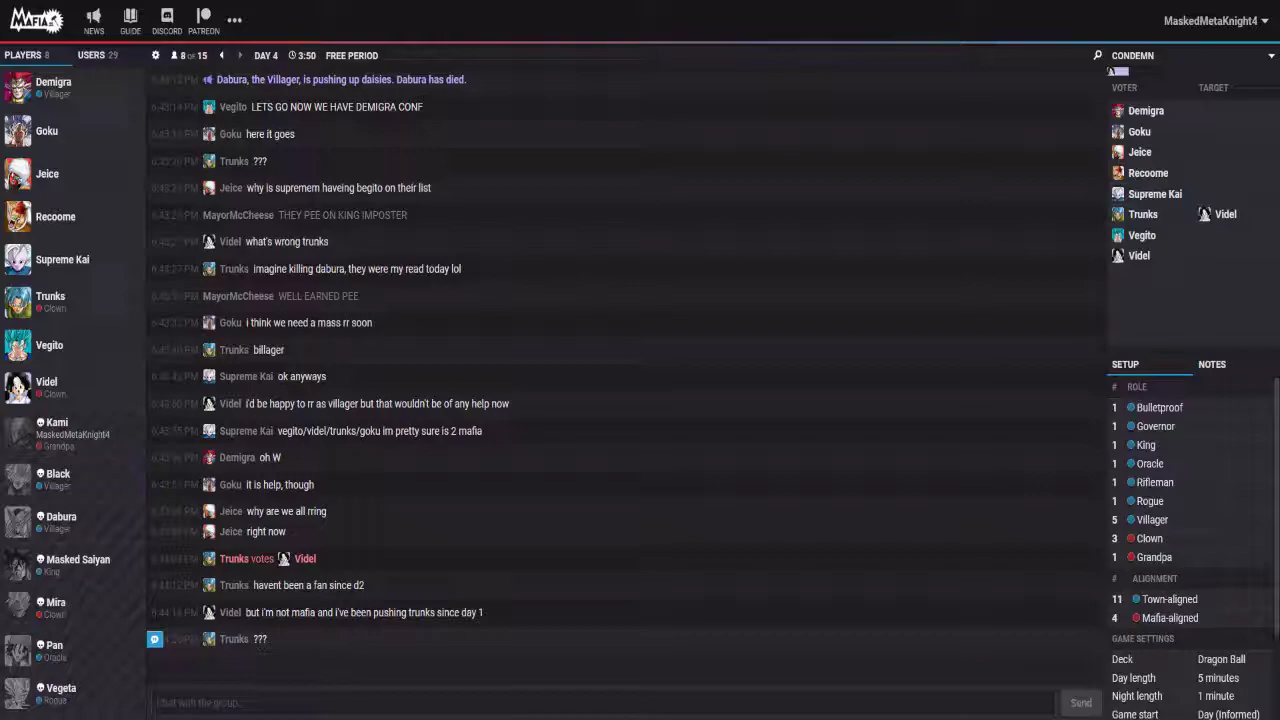 MAFIA
NEWS
GUIDE
DISCORD
PATREON
MaskedMetaKnight4
PLAYERS 8
USERS 29
8 of 15
DAY 4
3:50
FREE PERIOD
Demigra
Villager
Goku
Jeice
Recoome
Supreme Kai
Trunks
Clown
Vegito
Videl
Clown
Kami
MaskedMetaKnight4
Grandpa
Black
Villager
Dabura
Villager
Masked Saiyan
King
Mira
Clown
Pan
Oracle
Vegeta
Rogue
Dabura, the Villager, is pushing up daisies. Dabura has died.
Vegito LETS GO NOW WE HAVE DEMIGRA CONF
Goku here it goes
Trunks ???
Jeice why is supremem haveing begito on their list
MayorMcCheese THEY PEE ON KING IMPOSTER
Videl what's wrong trunks
Trunks imagine killing dabura, they were my read today lol
MayorMcCheese WELL EARNED PEE
Goku i think we need a mass rr soon
Trunks billager
Supreme Kai ok anyways
Videl i'd be happy to rr as villager but that wouldn't be of any help now
Supreme Kai vegito/videl/trunks/goku im pretty sure is 2 mafia
Demigra oh W
Goku it is help, though
Jeice why are we all rring
Jeice right now
Trunks votes Videl
Trunks havent been a fan since d2
Videl but i'm not mafia and i've been pushing trunks since day 1
Trunks ???
Chat with the group...
Send
CONDEMN
VOTER TARGET
Demigra
Goku
Jeice
Recoome
Supreme Kai
Trunks Videl
Vegito
Videl
SETUP NOTES
# ROLE
1 Bulletproof
1 Governor
1 King
1 Oracle
1 Rifleman
1 Rogue
5 Villager
3 Clown
1 Grandpa
# ALIGNMENT
11 Town-aligned
4 Mafia-aligned
GAME SETTINGS
Deck Dragon Ball
Day length 5 minutes
Night length 1 minute
Game start Day (Informed)